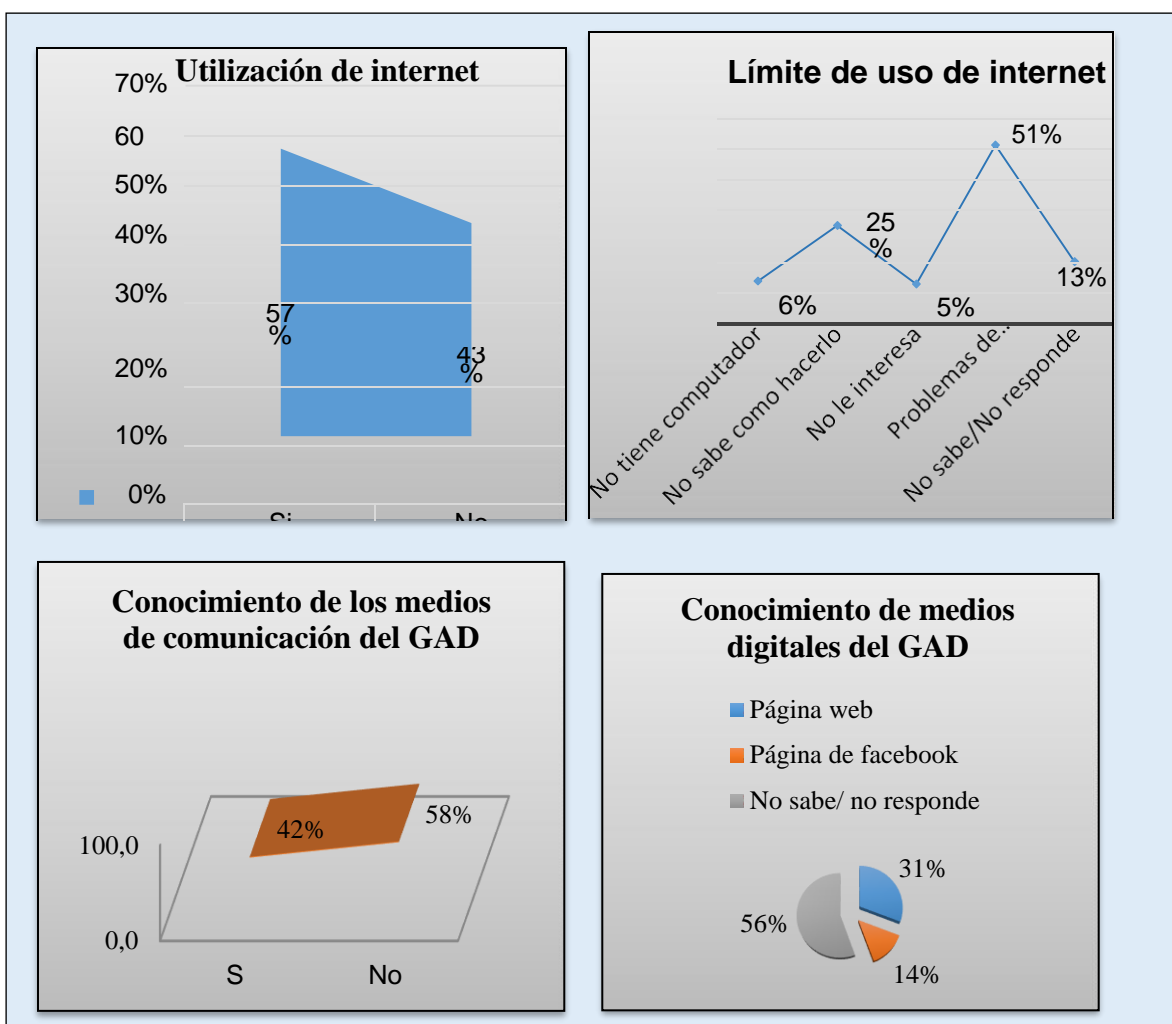 Utilización de internet
70%
60
50%
40%
30%
20%
10%
0%
57
%
43
%
Si
No
Límite de uso de internet
51%
25
%
13%
6%
5%
No tiene computador
No sabe como hacerlo
No le interesa
Problemas de..
No sabe/No responde
Conocimiento de los medios
de comunicación del GAD
42%
58%
100,0
0,0
S
No
Conocimiento de medios
digitales del GAD
Página web
Página de facebook
No sabe/ no responde
31%
56%
14%